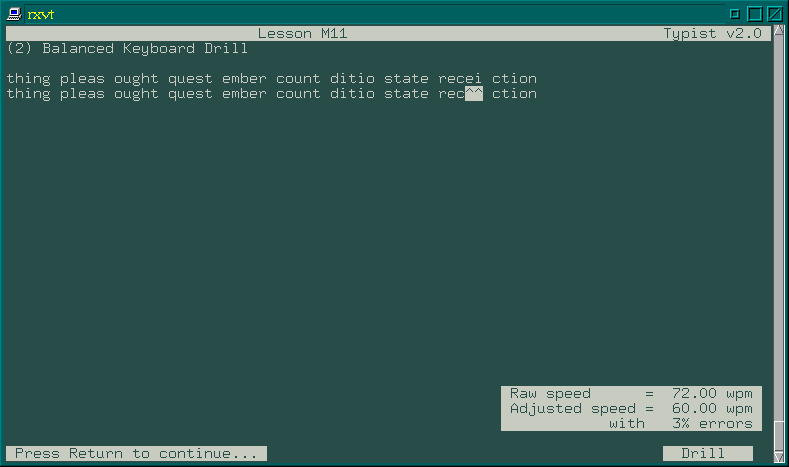 rxvt
Lesson M11 Typist v2.0
(2) Balanced Keyboard Drill
thing pleas ought quest ember count ditio state recei ction
thing pleas ought quest ember count ditio state rec^^ ction
Raw speed = 72.00 wpm
Adjusted speed = 60.00 wpm
with 3% errors
Press Return to continue... Drill